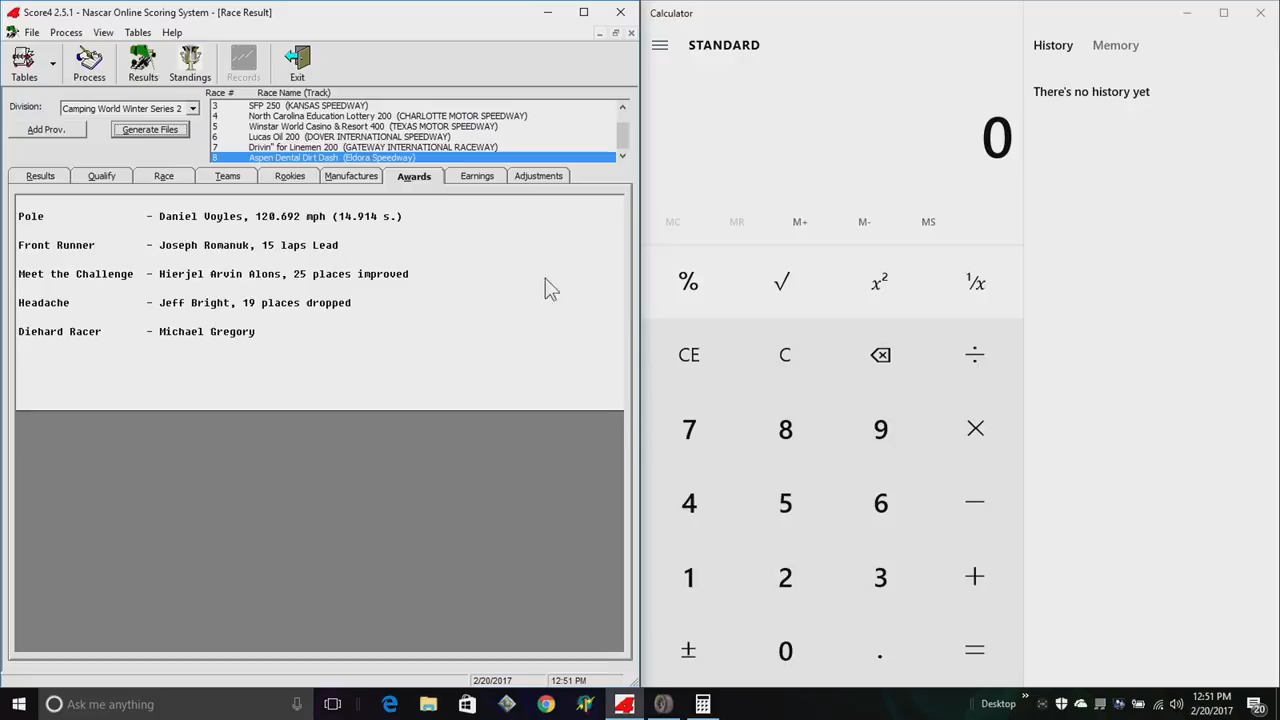 Score4 2.5.1 - Nascar Online Scoring System - [Race Result]
File Process View Tables Help
Tables Process Results Standings Records Exit
Race # Race Name (Track)
Division: Camping World Winter Series 2
Add Prov. Generate Files
3 SFP 250 (KANSAS SPEEDWAY)
4 North Carolina Education Lottery 200 (CHARLOTTE MOTOR SPEEDWAY)
5 Winstar World Casino & Resort 400 (TEXAS MOTOR SPEEDWAY)
6 Lucas Oil 200 (DOVER INTERNATIONAL SPEEDWAY)
7 Drivin'' for Linemen 200 (GATEWAY INTERNATIONAL RACEWAY)
8 Aspen Dental Dirt Dash (Eldora Speedway)
Results Qualify Race Teams Rookies Manufactures Awards Earnings Adjustments
Pole - Daniel Voyles, 120.692 mph (14.914 s.)
Front Runner - Joseph Romanuk, 15 laps Lead
Meet the Challenge - Hierjel Arvin Alons, 25 places improved
Headache - Jeff Bright, 19 places dropped
Diehard Racer - Michael Gregory
2/20/2017 12:51 PM
Calculator
STANDARD
0
MC MR M+ M- MS
% √ x² ¹/x
CE C ÷
7 8 9 ×
4 5 6 −
1 2 3 +
± 0 . =
History Memory
There's no history yet
Ask me anything
Desktop
12:51 PM
2/20/2017
20